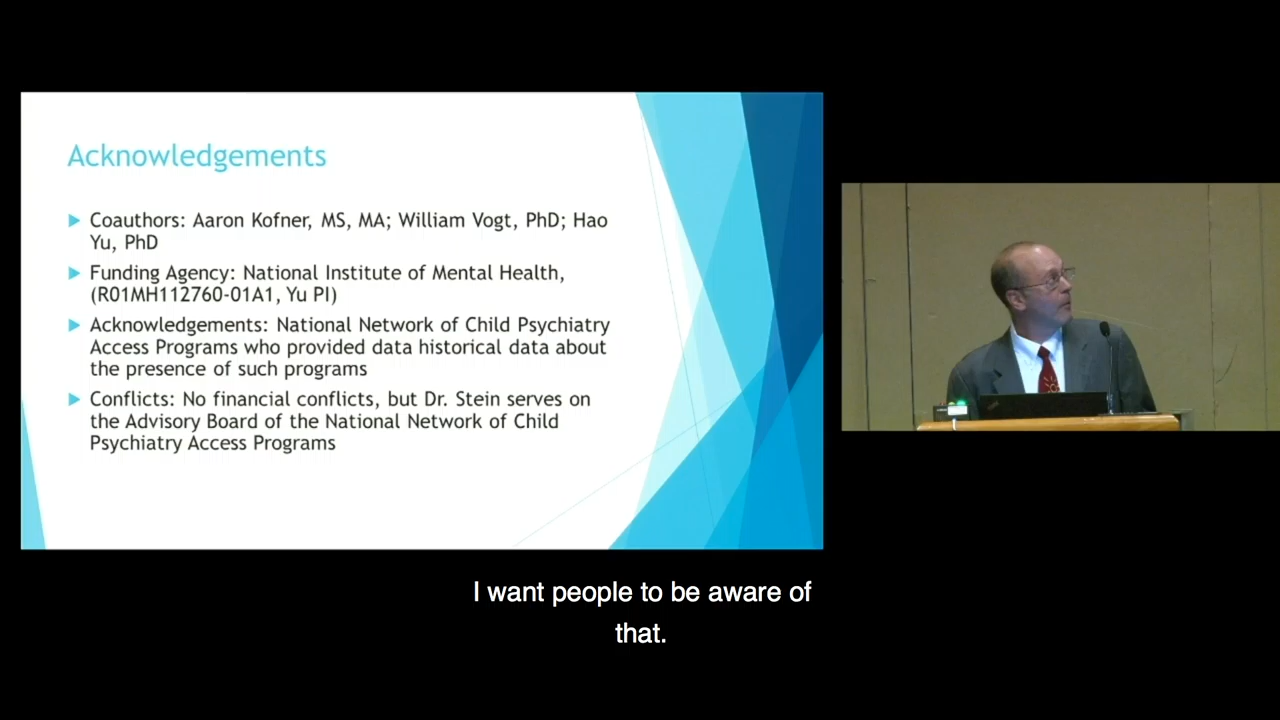 Acknowledgements
Coauthors: Aaron Kofner, MS, MA; William Vogt, PhD; Hao
Yu, PhD
Funding Agency: National Institute of Mental Health,
(R01MH112760-01A1, Yu PI)
Acknowledgements: National Network of Child Psychiatry
Access Programs who provided data historical data about
the presence of such programs
Conflicts: No financial conflicts, but Dr. Stein serves on
the Advisory Board of the National Network of Child
Psychiatry Access Programs
I want people to be aware of
that.